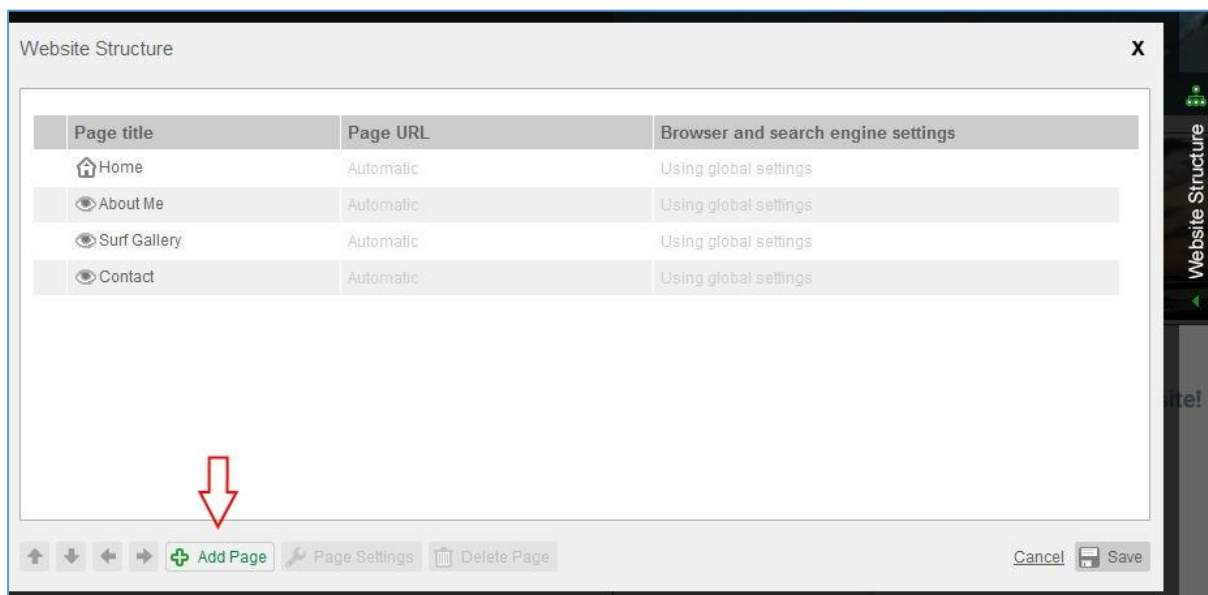 Website Structure
X
Page title Page URL Browser and search engine settings
Home Automatic Using global settings
About Me Automatic Using global settings
Surf Gallery Automatic Using global settings
Contact Automatic Using global settings
Add Page Page Settings Delete Page Cancel Save
Website Structure
site!